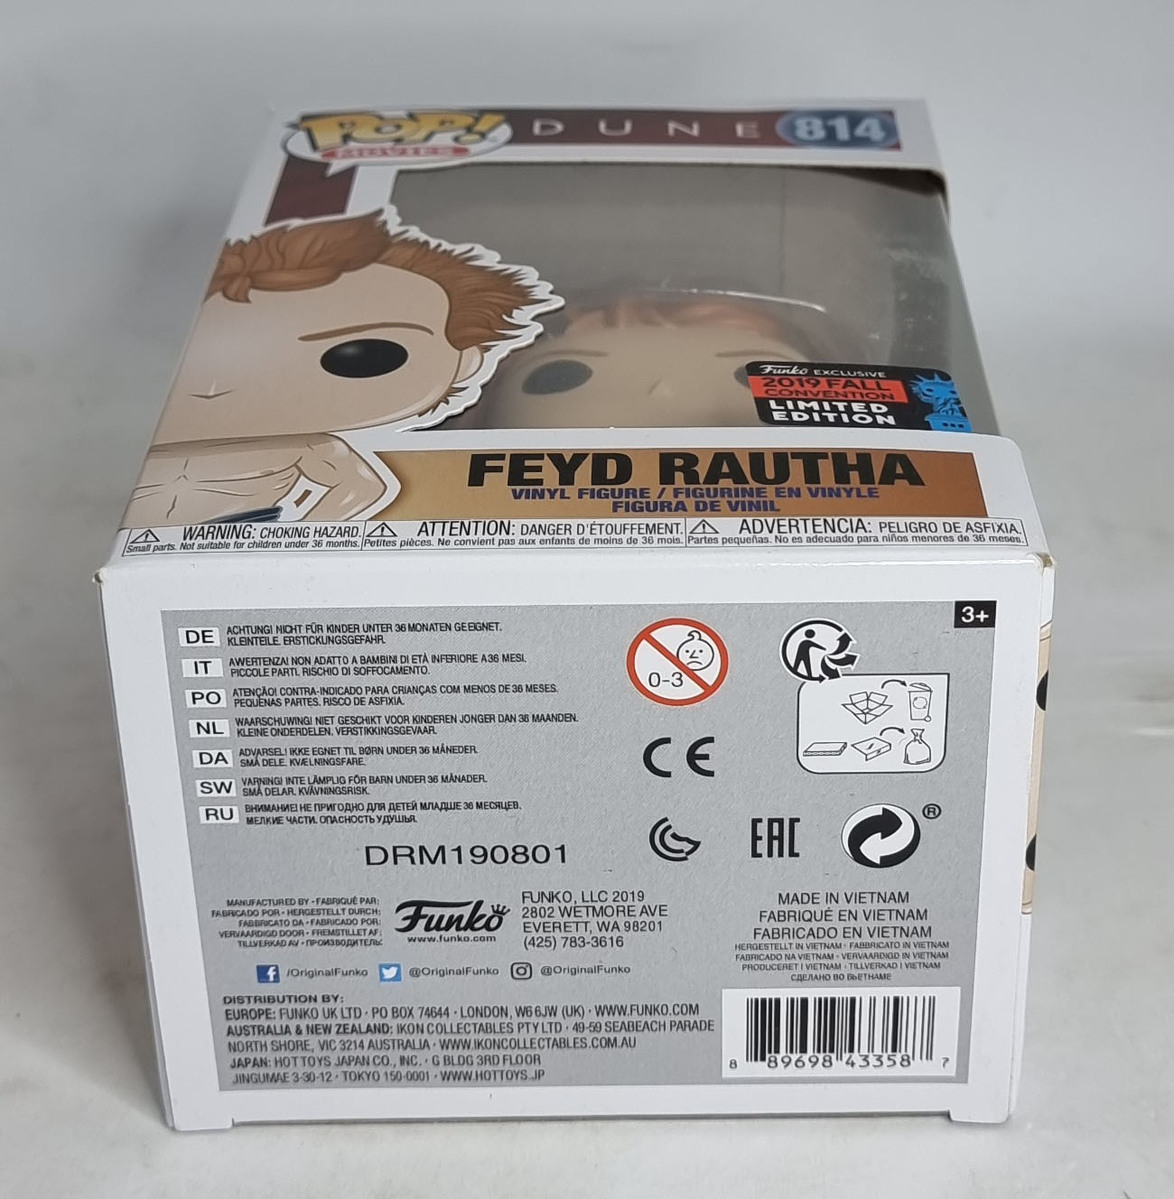 POP!
MOVIES
DUNE
814
Funko EXCLUSIVE
2019 FALL
CONVENTION
LIMITED
EDITION
FEYD RAUTHA
VINYL FIGURE / FIGURINE EN VINYLE
FIGURA DE VINIL
WARNING: CHOKING HAZARD.
Small parts. Not suitable for children under 36 months.
ATTENTION: DANGER D'ÉTOUFFEMENT.
Petites pièces. Ne convient pas aux enfants de moins de 36 mois.
ADVERTENCIA: PELIGRO DE ASFIXIA.
Partes pequeñas. No es adecuado para niños menores de 36 meses.
3+
DE ACHTUNG! NICHT FÜR KINDER UNTER 36 MONATEN GEEIGNET.
KLEINTEILE. ERSTICKUNGSGEFAHR.
IT AWERTENZA! NON ADATTO A BAMBINI DI ETÀ INFERIORE A 36 MESI.
PICCOLE PARTI. RISCHIO DI SOFFOCAMENTO.
PO ATENÇÃO! CONTRA-INDICADO PARA CRIANÇAS COM MENOS DE 36 MESES.
PEQUENAS PARTES. RISCO DE ASFIXIA.
NL WAARSCHUWING! NIET GESCHIKT VOOR KINDEREN JONGER DAN 36 MAANDEN.
KLEINE ONDERDELEN. VERSTIKKINGSGEVAAR.
DA ADVARSEL! IKKE EGNET TIL BØRN UNDER 36 MÅNEDER.
SMÅ DELE. KVÆLNINGSFARE.
SW VARNING! INTE LÄMPLIG FÖR BARN UNDER 36 MÅNADER.
SMÅ DELAR. KVÄVNINGSRISK.
RU ВНИМАНИЕ! НЕ ПРИГОДНО ДЛЯ ДЕТЕЙ МЛАДШЕ 36 МЕСЯЦЕВ.
МЕЛКИЕ ЧАСТИ. ОПАСНОСТЬ УДУШЬЯ.
0-3
CE
EAC
®
DRM190801
MANUFACTURED BY • FABRIQUÉ PAR:
FABRICADO POR • HERGESTELLT DURCH:
FABBRICATO DA • FABRICADO POR:
VERVAARDIGD DOOR • FREMSTILLET AF:
TILLVERKAD AV • ПРОИЗВОДИТЕЛЬ:
Funko
www.funko.com
FUNKO, LLC 2019
2802 WETMORE AVE
EVERETT, WA 98201
(425) 783-3616
MADE IN VIETNAM
FABRIQUÉ EN VIETNAM
FABRICADO EN VIETNAM
HERGESTELLT IN VIETNAM • FABBRICATO IN VIETNAM
FABRICADO NA VIETNAM • VERVAARDIGD IN VIETNAM
PRODUCERET I VIETNAM • TILLVERKAD I VIETNAM
СДЕЛАНО ВО ВЬЕТНАМЕ
/OriginalFunko @OriginalFunko @OriginalFunko
DISTRIBUTION BY:
EUROPE: FUNKO UK LTD • PO BOX 74644 • LONDON, W6 6JW (UK) • WWW.FUNKO.COM
AUSTRALIA & NEW ZEALAND: IKON COLLECTABLES PTY LTD • 49-59 SEABEACH PARADE
NORTH SHORE, VIC 3214 AUSTRALIA • WWW.IKONCOLLECTABLES.COM.AU
JAPAN: HOT TOYS JAPAN CO., INC. • G BLDG 3RD FLOOR
JINGUMAE 3-30-12 • TOKYO 150-0001 • WWW.HOTTOYS.JP
8 89698 43358 7